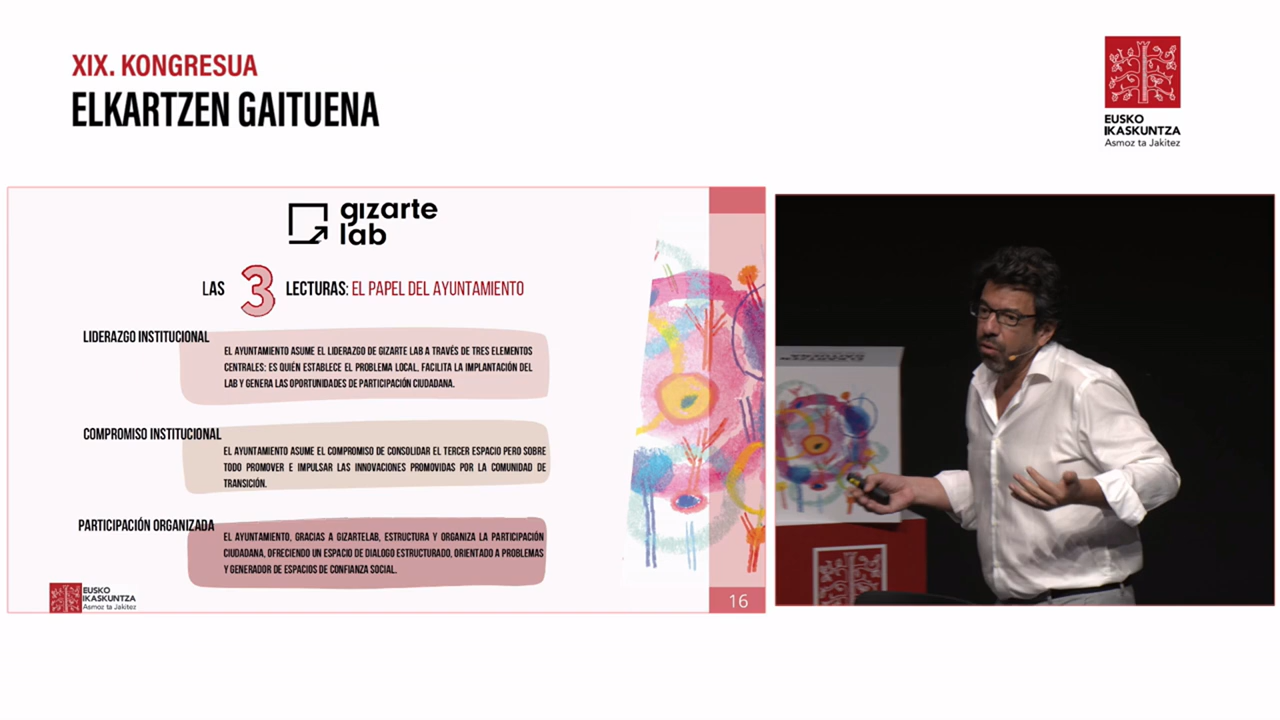 XIX. KONGRESUA
ELKARTZEN GAITUENA
EUSKO
IKASKUNTZA
Asmoz ta Jakitez
gizarte
lab
LAS 3 LECTURAS: EL PAPEL DEL AYUNTAMIENTO
LIDERAZGO INSTITUCIONAL
EL AYUNTAMIENTO ASUME EL LIDERAZGO DE GIZARTE LAB A TRAVÉS DE TRES ELEMENTOS
CENTRALES: ES QUIÉN ESTABLECE EL PROBLEMA LOCAL, FACILITA LA IMPLANTACIÓN DEL
LAB Y GENERA LAS OPORTUNIDADES DE PARTICIPACIÓN CIUDADANA.
COMPROMISO INSTITUCIONAL
EL AYUNTAMIENTO ASUME EL COMPROMISO DE CONSOLIDAR EL TERCER ESPACIO PERO SOBRE
TODO PROMOVER E IMPULSAR LAS INNOVACIONES PROMOVIDAS POR LA COMUNIDAD DE
TRANSICIÓN.
PARTICIPACIÓN ORGANIZADA
EL AYUNTAMIENTO, GRACIAS A GIZARTELAB, ESTRUCTURA Y ORGANIZA LA PARTICIPACIÓN
CIUDADANA, OFRECIENDO UN ESPACIO DE DIALOGO ESTRUCTURADO, ORIENTADO A PROBLEMAS
Y GENERADOR DE ESPACIOS DE CONFIANZA SOCIAL.
EUSKO
IKASKUNTZA
Asmoz ta Jakitez
16